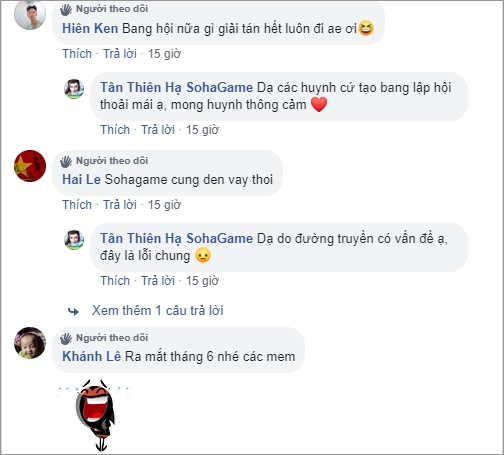 Người theo dõi
Hiên Ken Bang hội nữa gì giải tán hết luôn đi ae ơi
Thích · Trả lời · 15 giờ
Tân Thiên Hạ SohaGame Dạ các huynh cứ tạo bang lập hội
thoải mái ạ, mong huynh thông cảm
Thích · Trả lời · 15 giờ
Người theo dõi
Hai Le Sohagame cung den vay thoi
Thích · Trả lời · 15 giờ
Tân Thiên Hạ SohaGame Dạ do đường truyền có vấn đề ạ,
đây là lỗi chung
Thích · Trả lời · 15 giờ
Xem thêm 1 câu trả lời
Người theo dõi
Khánh Lê Ra mắt tháng 6 nhé các mem